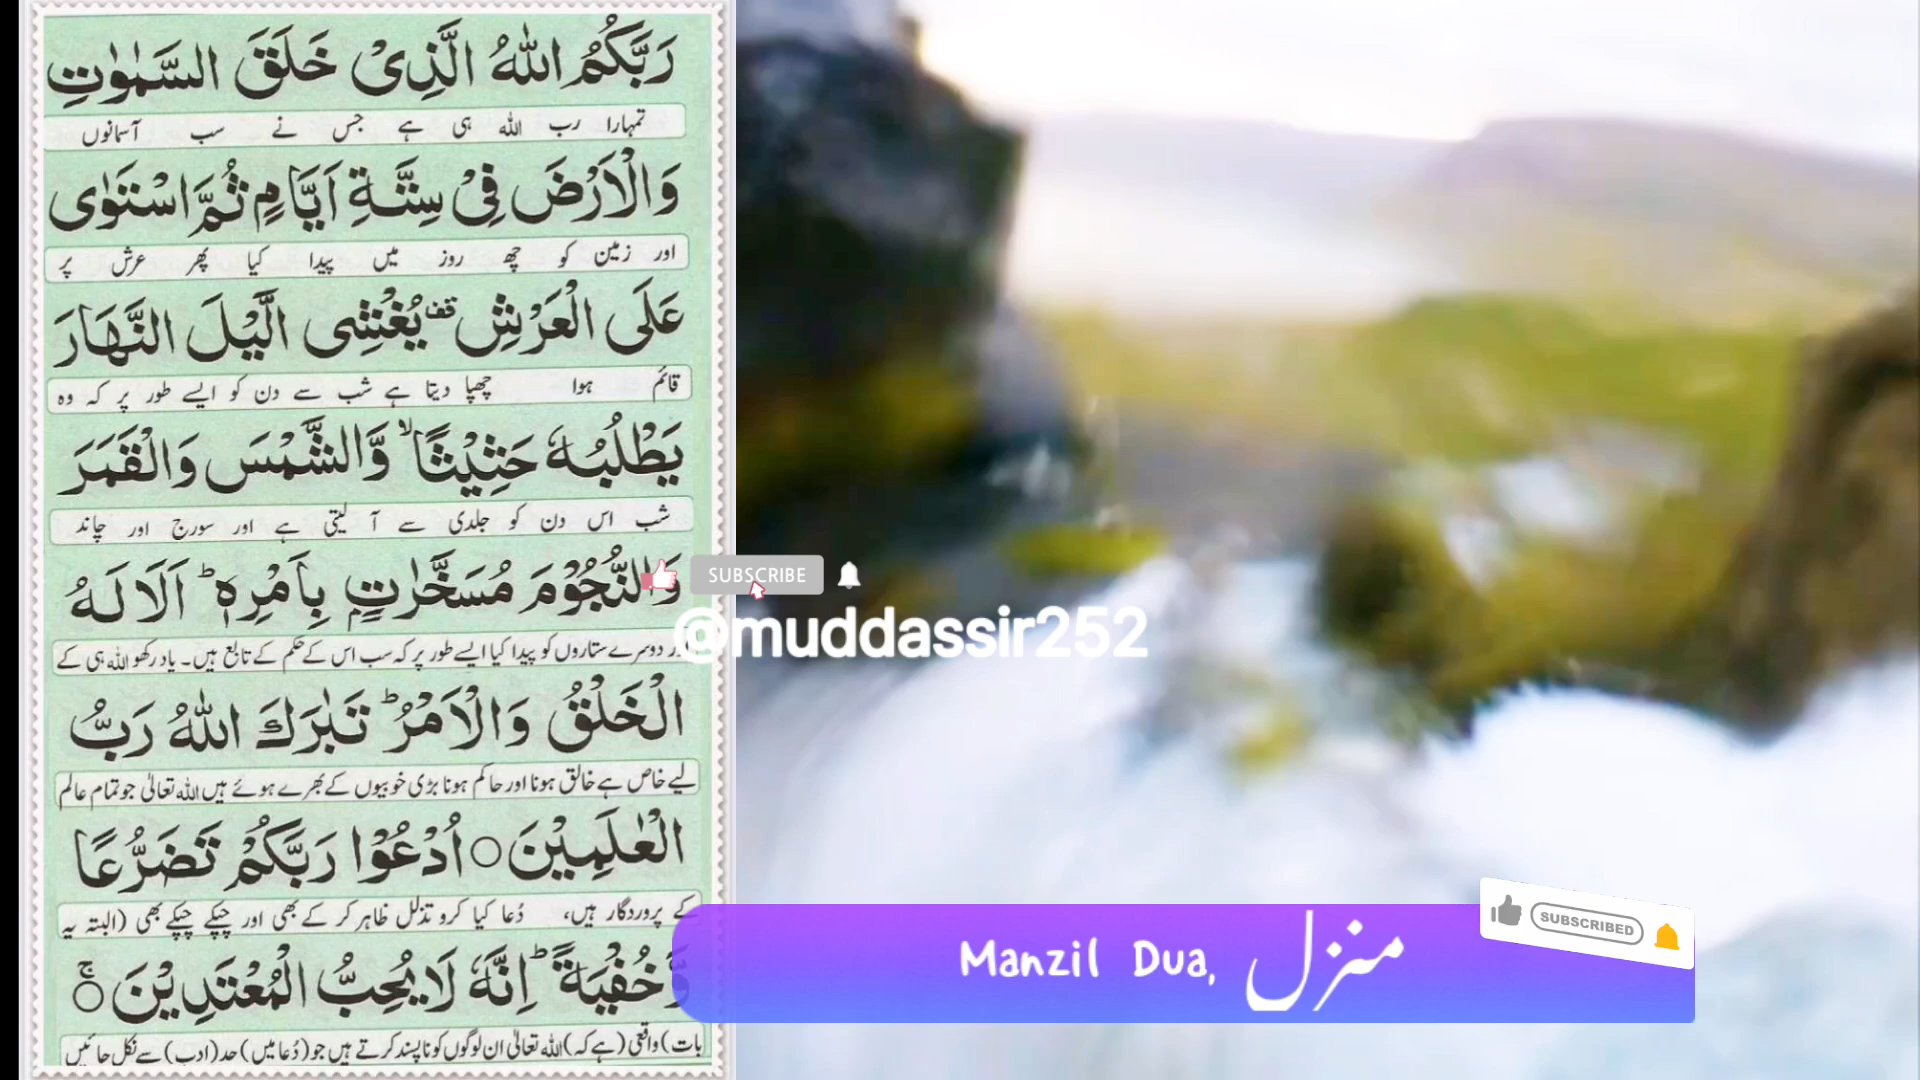 رَبَّكُمُ اللّٰهُ الَّذِیْ خَلَقَ السَّمٰوٰتِ
تمہارا رب اللہ ہی ہے جس نے سب آسمانوں
وَالْاَرْضَ فِیْ سِتَّةِ اَیَّامٍ ثُمَّ اسْتَوٰی
اور زمین کو چھ روز میں پیدا کیا پھر عرش پر
عَلَی الْعَرْشِ قف یُغْشِی الَّیْلَ النَّهَارَ
قائم ہوا چھپا دیتا ہے شب سے دن کو ایسے طور پر کہ وہ
یَطْلُبُهٗ حَثِیْثًا ۙ وَّالشَّمْسَ وَالْقَمَرَ
شب اس دن کو جلدی سے آ لیتی ہے اور سورج اور چاند
وَالنُّجُوْمَ مُسَخَّرٰتٍۭ بِاَمْرِهٖ ؕ اَلَا لَهُ
اور دوسرے ستاروں کو پیدا کیا ایسے طور پر کہ سب اس کے حکم کے تابع ہیں۔ یاد رکھو اللہ ہی کے
الْخَلْقُ وَالْاَمْرُ ؕ تَبٰرَكَ اللّٰهُ رَبُّ
لیے خاص ہے خالق ہونا اور حاکم ہونا بڑی خوبیوں کے بھرے ہوئے ہیں اللہ تعالیٰ جو تمام عالم
الْعٰلَمِیْنَ ○ اُدْعُوْا رَبَّكُمْ تَضَرُّعًا
کے پروردگار ہیں، دُعا کیا کرو تذلل ظاہر کر کے بھی اور چپکے چپکے بھی (البتہ یہ
وَّخُفْیَةً ؕ اِنَّهٗ لَا یُحِبُّ الْمُعْتَدِیْنَ ○ ۚ
بات) واقعی (ہے کہ) اللہ تعالیٰ ان لوگوں کو ناپسند کرتے ہیں جو (دُعا میں) حد (ادب) سے نکل جائیں
SUBSCRIBE
@muddassir252
Manzil Dua, منزل
SUBSCRIBED